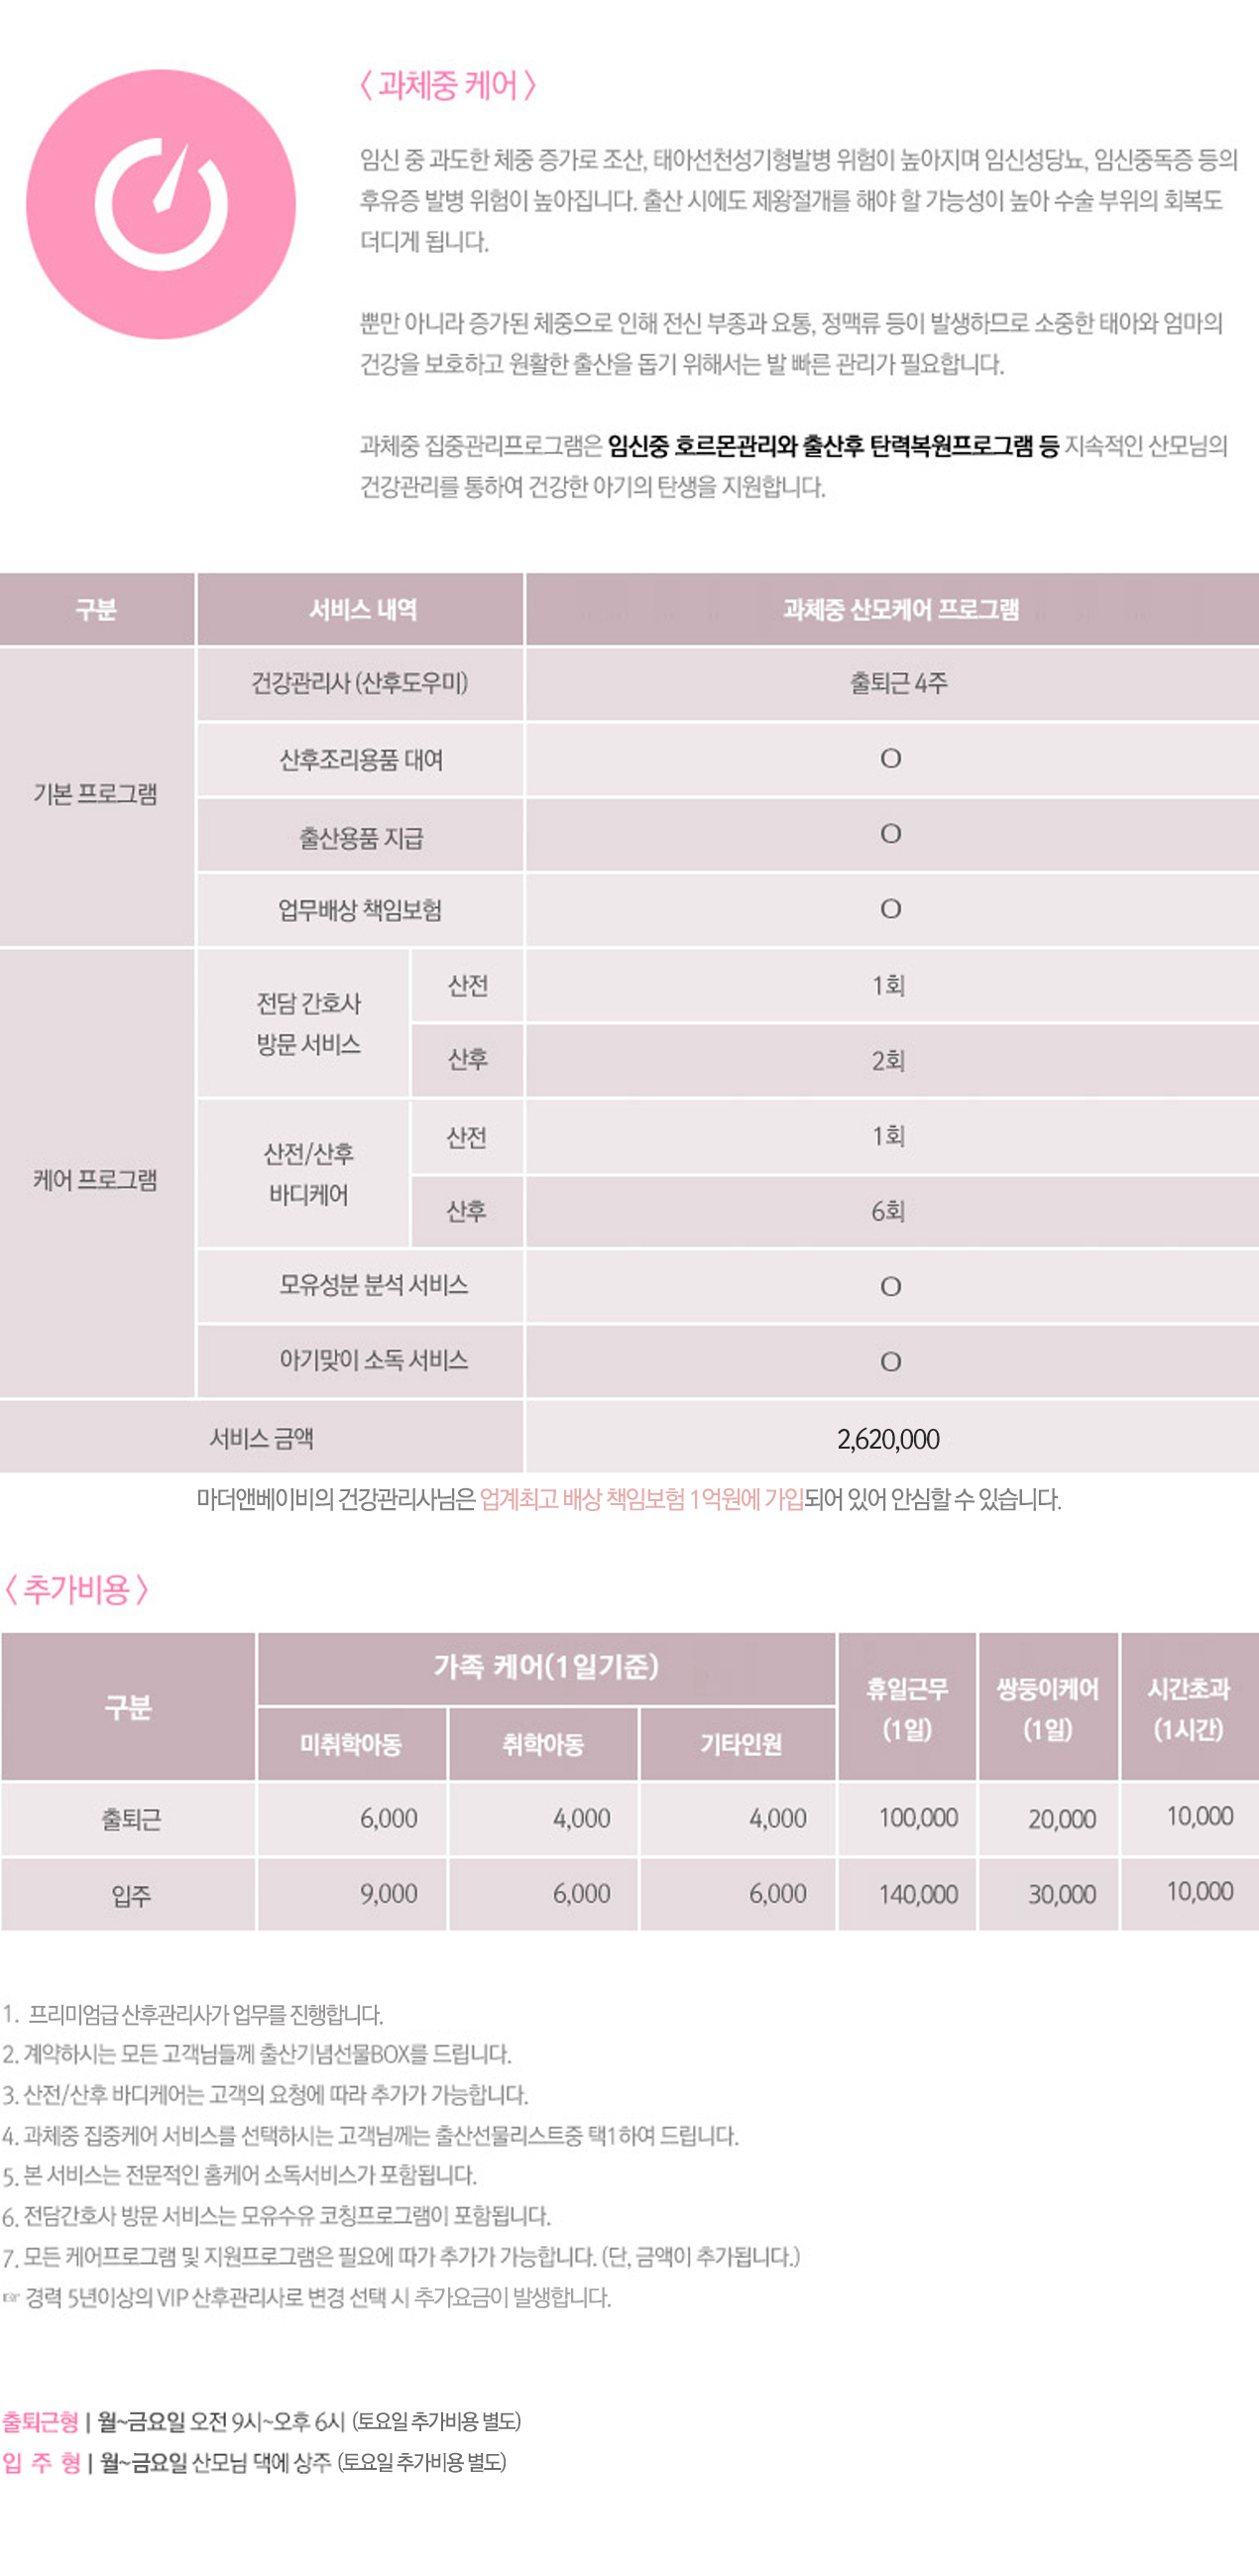 < 과체중 케어 >
임신 중 과도한 체중 증가로 조산, 태아선천성기형발병 위험이 높아지며 임신성당뇨, 임신중독증 등의
후유증 발병 위험이 높아집니다. 출산 시에도 제왕절개를 해야 할 가능성이 높아 수술 부위의 회복도
더디게 됩니다.
뿐만 아니라 증가된 체중으로 인해 전신 부종과 요통, 정맥류 등이 발생하므로 소중한 태아와 엄마의
건강을 보호하고 원활한 출산을 돕기 위해서는 발 빠른 관리가 필요합니다.
과체중 집중관리프로그램은 임신중 호르몬관리와 출산후 탄력복원프로그램 등 지속적인 산모님의
건강관리를 통하여 건강한 아기의 탄생을 지원합니다.
구분 서비스 내역 과체중 산모케어 프로그램
기본 프로그램
건강관리사 (산후도우미) 출퇴근 4주
산후조리용품 대여 O
출산용품 지급 O
업무배상 책임보험 O
케어 프로그램
전담 간호사
방문 서비스
산전 1회
산후 2회
산전/산후
바디케어
산전 1회
산후 6회
모유성분 분석 서비스 O
아기맞이 소독 서비스 O
서비스 금액 2,620,000
마더앤베이비의 건강관리사님은 업계최고 배상 책임보험 1억원에 가입되어 있어 안심할 수 있습니다.
< 추가비용 >
구분 가족 케어(1일기준) 휴일근무 (1일) 쌍둥이케어 (1일) 시간초과 (1시간)
미취학아동 취학아동 기타인원
출퇴근 6,000 4,000 4,000 100,000 20,000 10,000
입주 9,000 6,000 6,000 140,000 30,000 10,000
1. 프리미엄급 산후관리사가 업무를 진행합니다.
2. 계약하시는 모든 고객님들께 출산기념선물BOX를 드립니다.
3. 산전/산후 바디케어는 고객의 요청에 따라 추가가 가능합니다.
4. 과체중 집중케어 서비스를 선택하시는 고객님께는 출산선물리스트중 택1하여 드립니다.
5. 본 서비스는 전문적인 홈케어 소독서비스가 포함됩니다.
6. 전담간호사 방문 서비스는 모유수유 코칭프로그램이 포함됩니다.
7. 모든 케어프로그램 및 지원프로그램은 필요에 따가 추가가 가능합니다. (단, 금액이 추가됩니다.)
☞ 경력 5년이상의 VIP 산후관리사로 변경 선택 시 추가요금이 발생합니다.
출퇴근형 | 월~금요일 오전 9시~오후 6시 (토요일 추가비용 별도)
입 주 형 | 월~금요일 산모님 댁에 상주 (토요일 추가비용 별도)